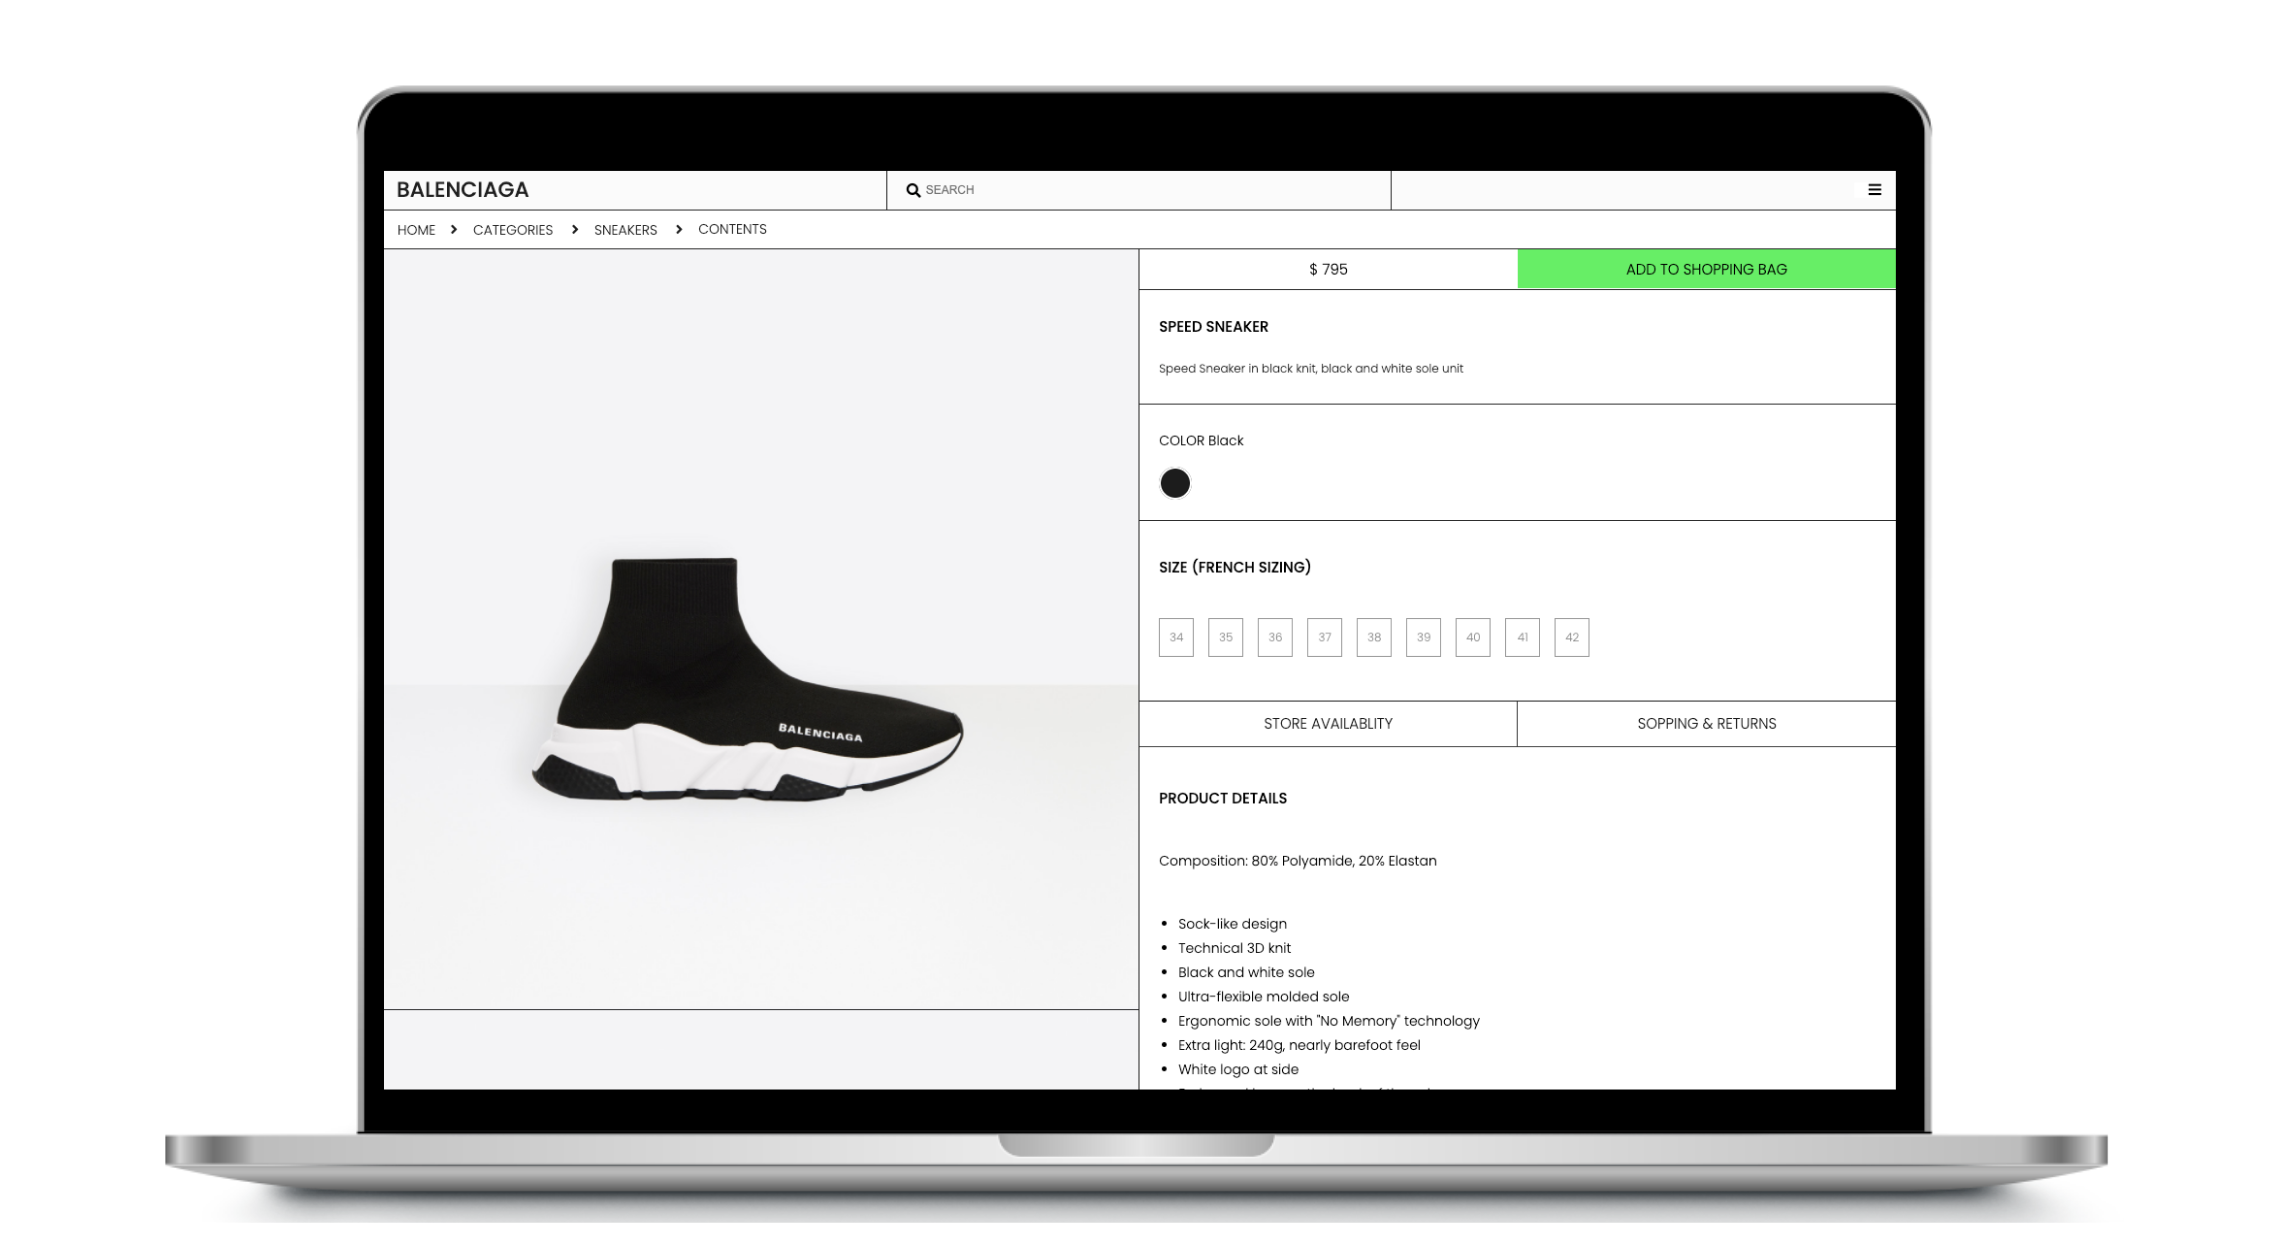 BALENCIAGA
SEARCH
HOME > CATEGORIES > SNEAKERS > CONTENTS
$ 795
ADD TO SHOPPING BAG
SPEED SNEAKER
Speed Sneaker in black knit, black and white sole unit
COLOR Black
SIZE (FRENCH SIZING)
34 35 36 37 38 39 40 41 42
BALENCIAGA
STORE AVAILABLITY
SOPPING & RETURNS
PRODUCT DETAILS
Composition: 80% Polyamide, 20% Elastan
• Sock-like design
• Technical 3D knit
• Black and white sole
• Ultra-flexible molded sole
• Ergonomic sole with "No Memory" technology
• Extra light: 240g, nearly barefoot feel
• White logo at side